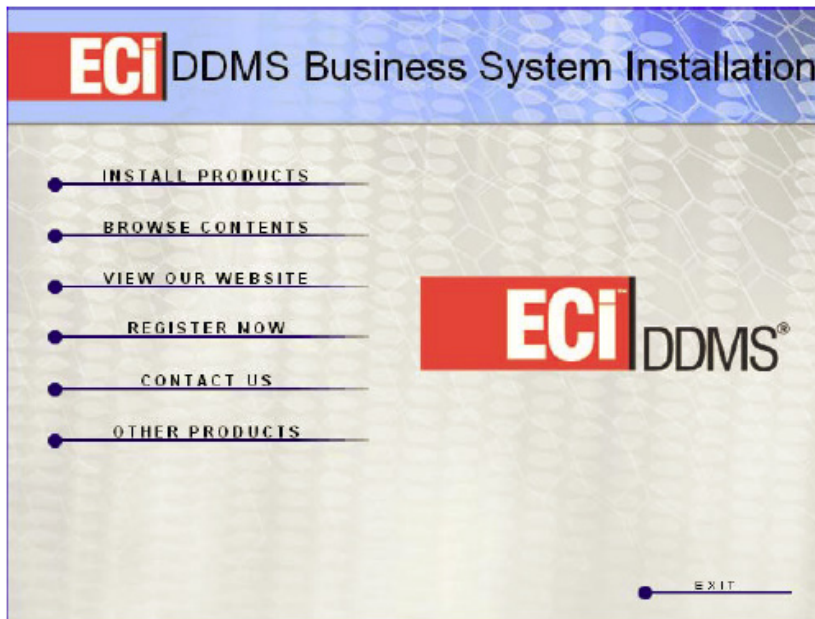 ECi DDMS Business System Installation
INSTALL PRODUCTS
BROWSE CONTENTS
VIEW OUR WEBSITE
REGISTER NOW
CONTACT US
OTHER PRODUCTS
ECi™ DDMS®
EXIT